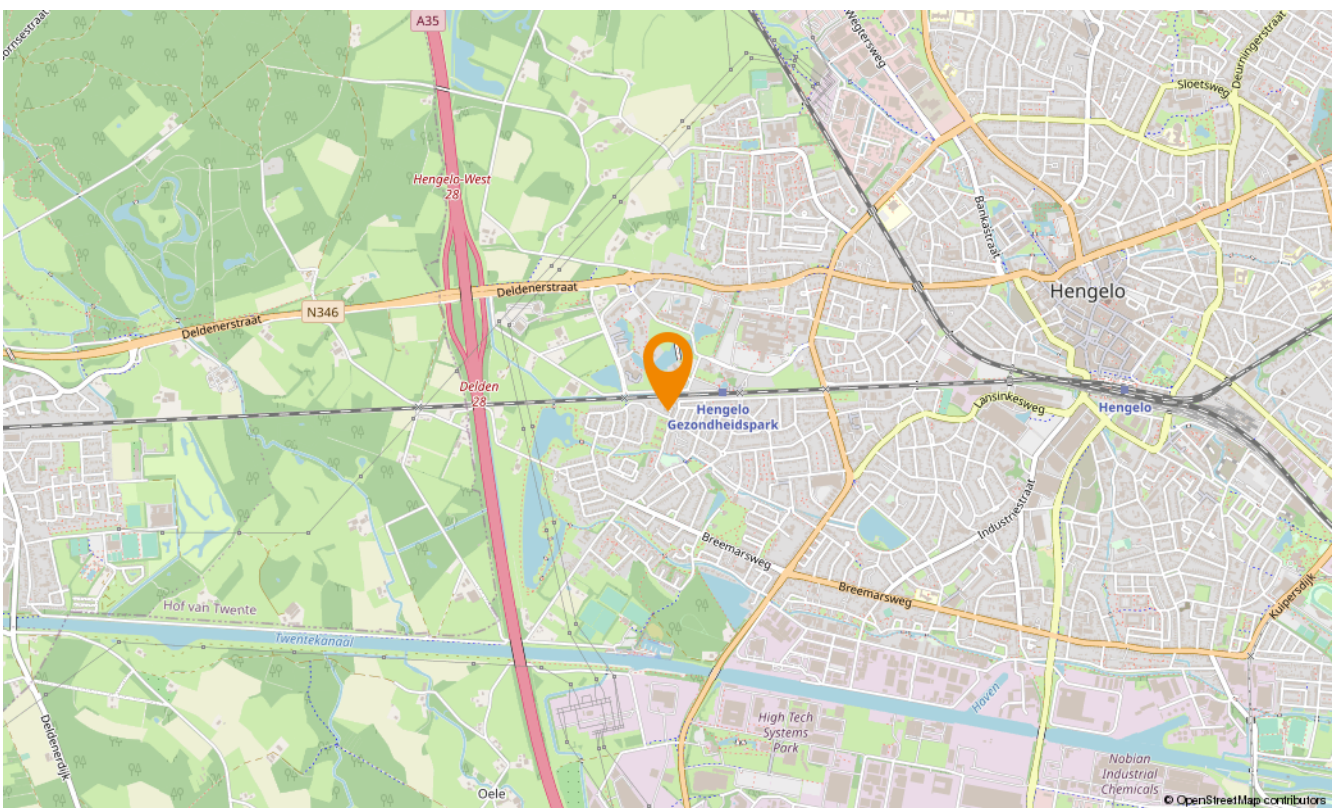 A35
Wegtersweg
Deurningerstraat
Sloetsweg
Hengelo-West
28
Bankastraat
Deldenerstraat
Hengelo
N346
Deldenerstraat
Delden
28
Hengelo
Gezondheidspark
Lansinkesweg
Hengelo
Industriestraat
Breemarsweg
Breemarsweg
Kuipersdijk
Hof van Twente
Twentekanaal
Haven
Deldenerdijk
High Tech
Systems
Park
Nobian
Industrial
Chemicals
Oele
© OpenStreetMap contributors